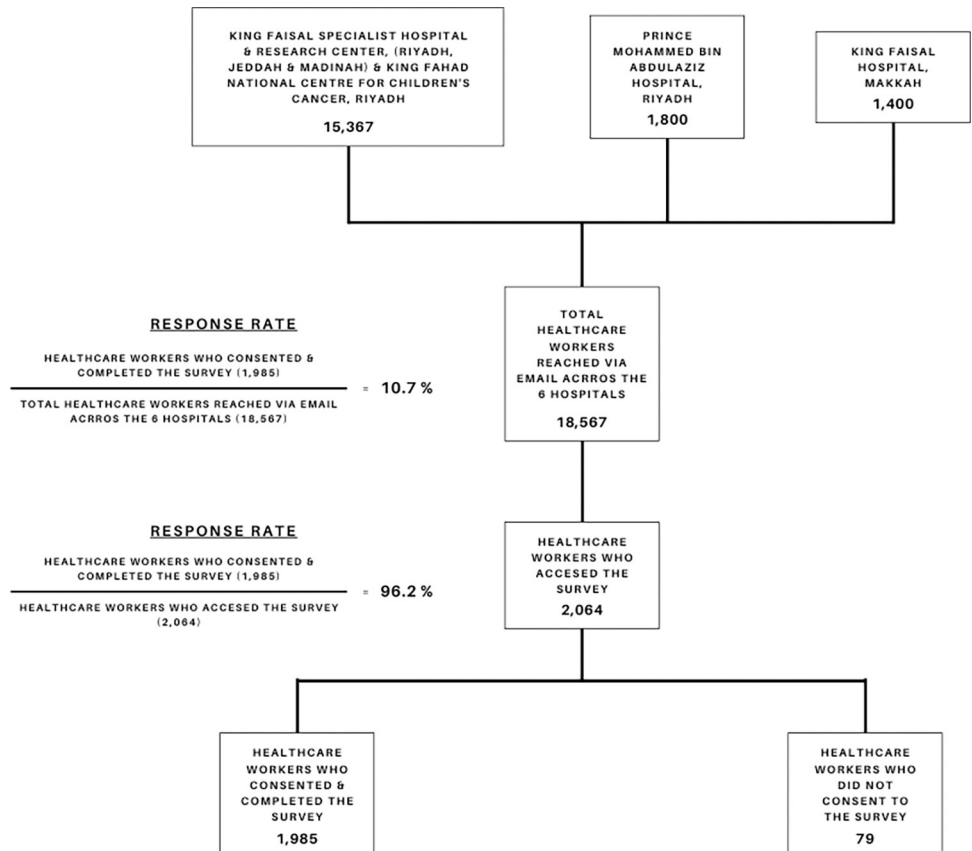 KING FAISAL SPECIALIST HOSPITAL
& RESEARCH CENTER, (RIYADH,
JEDDAH & MADINAH) & KING FAHAD
NATIONAL CENTRE FOR CHILDREN'S
CANCER, RIYADH
15,367
PRINCE
MOHAMMED BIN
ABDULAZIZ
HOSPITAL,
RIYADH
1,800
KING FAISAL
HOSPITAL,
MAKKAH
1,400
TOTAL
HEALTHCARE
WORKERS
REACHED VIA
EMAIL ACRROS THE
6 HOSPITALS
18,567
RESPONSE RATE
HEALTHCARE WORKERS WHO CONSENTED &
COMPLETED THE SURVEY (1,985)
TOTAL HEALTHCARE WORKERS REACHED VIA EMAIL
ACRROS THE 6 HOSPITALS (18,567)
= 10.7 %
RESPONSE RATE
HEALTHCARE WORKERS WHO CONSENTED &
COMPLETED THE SURVEY (1,985)
HEALTHCARE WORKERS WHO ACCESED THE SURVEY
(2,064)
= 96.2 %
HEALTHCARE
WORKERS WHO
ACCESED THE
SURVEY
2,064
HEALTHCARE
WORKERS WHO
CONSENTED &
COMPLETED THE
SURVEY
1,985
HEALTHCARE
WORKERS WHO
DID NOT
CONSENT TO
THE SURVEY
79